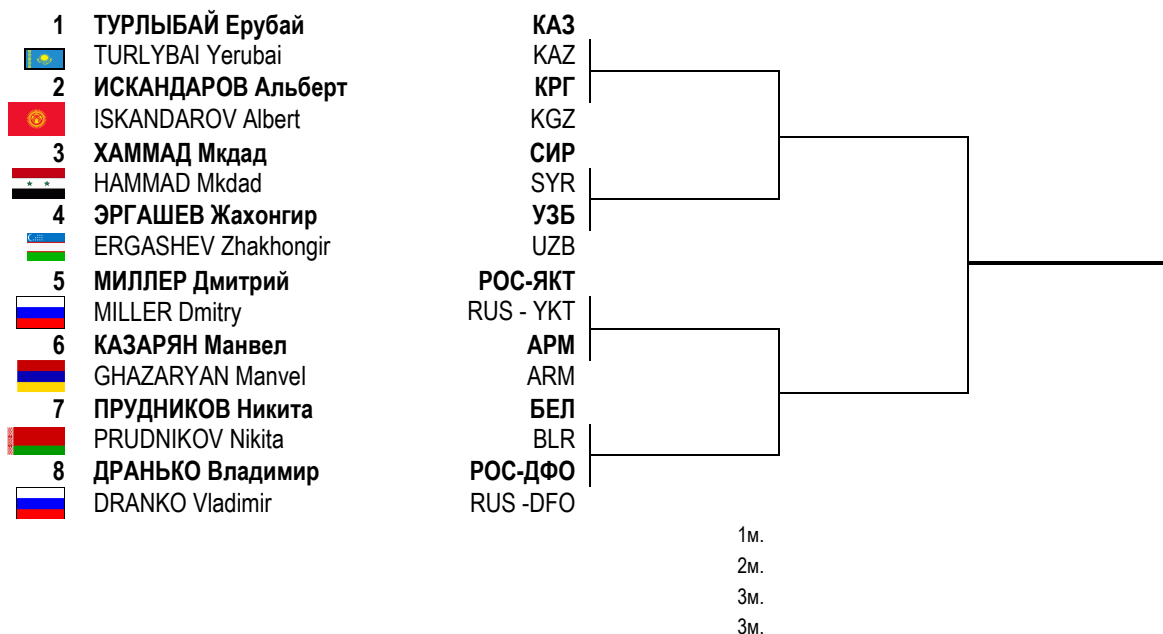 1 ТУРЛЫБАЙ Ерубай КАЗ
TURLYBAI Yerubai KAZ
2 ИСКАНДАРОВ Альберт КРГ
ISKANDAROV Albert KGZ
3 ХАММАД Мкдад СИР
HAMMAD Mkdad SYR
4 ЭРГАШЕВ Жахонгир УЗБ
ERGASHEV Zhakhongir UZB
5 МИЛЛЕР Дмитрий РОС-ЯКТ
MILLER Dmitry RUS - YKT
6 КАЗАРЯН Манвел АРМ
GHAZARYAN Manvel ARM
7 ПРУДНИКОВ Никита БЕЛ
PRUDNIKOV Nikita BLR
8 ДРАНЬКО Владимир РОС-ДФО
DRANKO Vladimir RUS -DFO
1м.
2м.
3м.
3м.